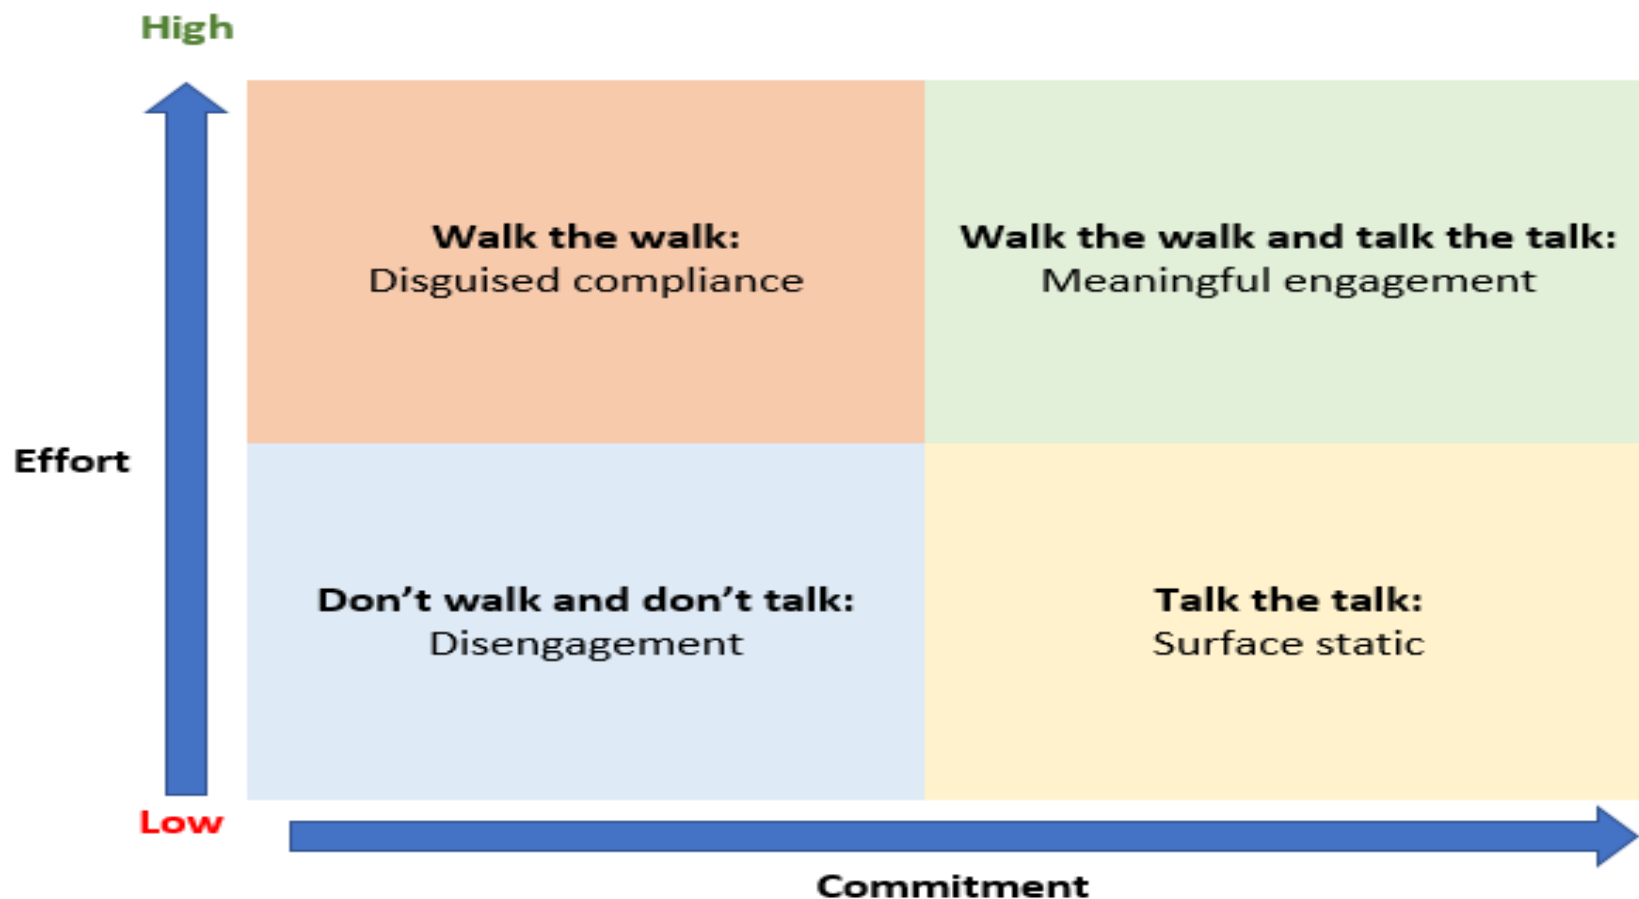 High
Walk the walk:
Disguised compliance
Walk the walk and talk the talk:
Meaningful engagement
Effort
Don’t walk and don’t talk:
Disengagement
Talk the talk:
Surface static
Low
Commitment